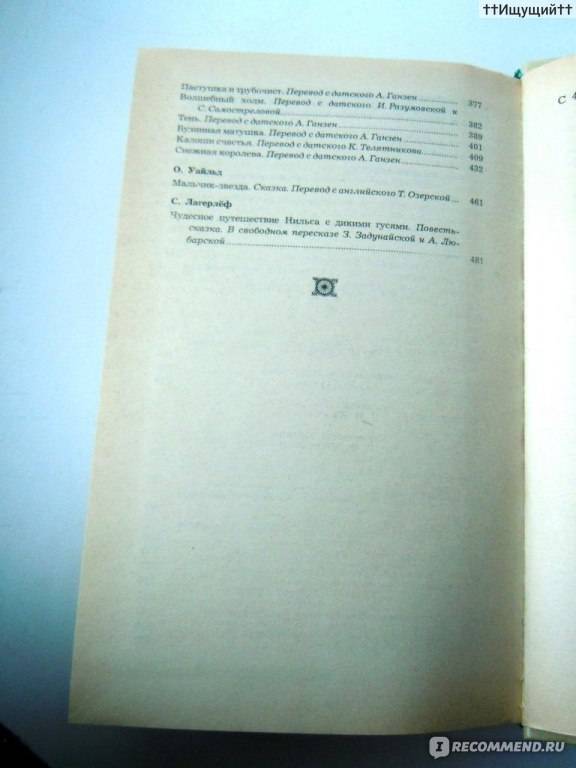 ††Ищущий††
Пастушка и трубочист. Перевод с датского А. Ганзен 377
Волшебный холм. Перевод с датского И. Разумовской и
С. Самостреловой 382
Тень. Перевод с датского А. Ганзен 389
Бузинная матушка. Перевод с датского А. Ганзен 401
Калоши счастья. Перевод с датского К. Телятникова 409
Снежная королева. Перевод с датского А. Ганзен 432
О. Уайльд
Мальчик-звезда. Сказка. Перевод с английского Т. Озерской 461
С. Лагерлёф
Чудесное путешествие Нильса с дикими гусями. Повесть-
сказка. В свободном пересказе З. Задунайской и А. Лю-
барской 481
С 4
I RECOMMEND.RU